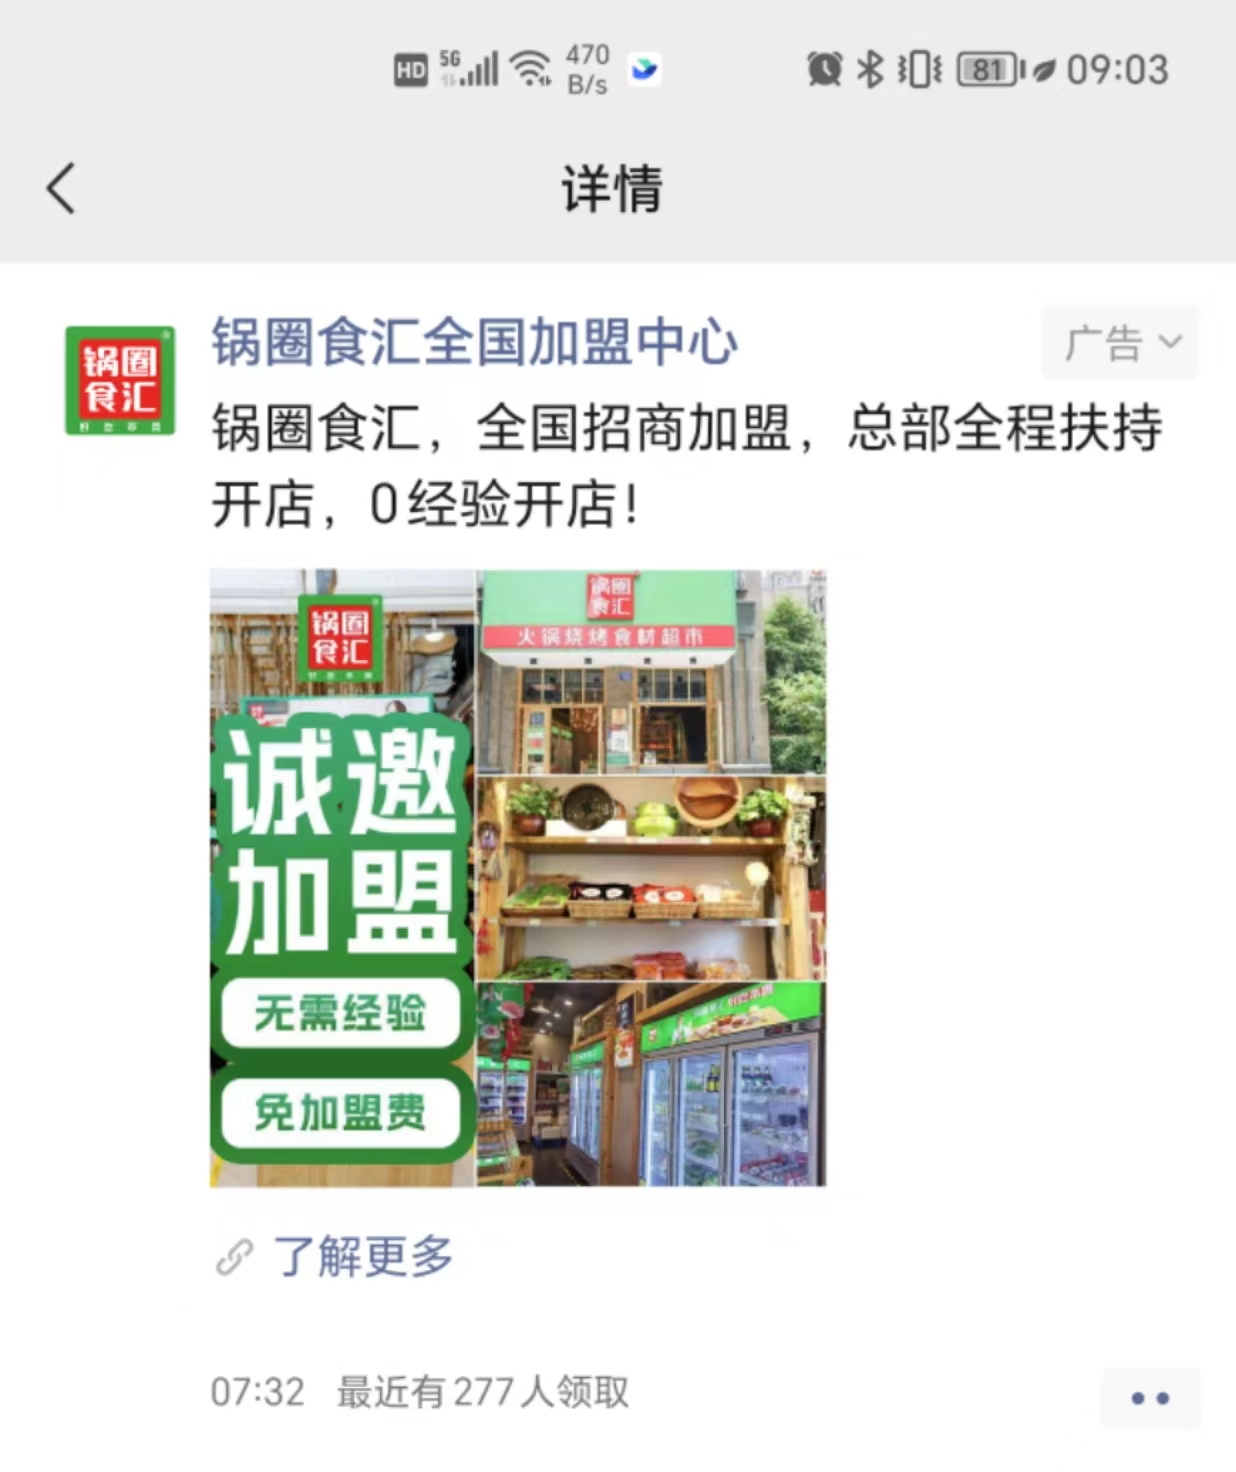 HD 5G 470 B/s 81 09:03
详情
锅圈食汇
锅圈食汇全国加盟中心
广告
锅圈食汇，全国招商加盟，总部全程扶持
开店，0经验开店！
锅圈
食汇
诚邀
加盟
无需经验
免加盟费
锅圈
食汇
火锅烧烤食材超市
了解更多
07:32 最近有277人领取